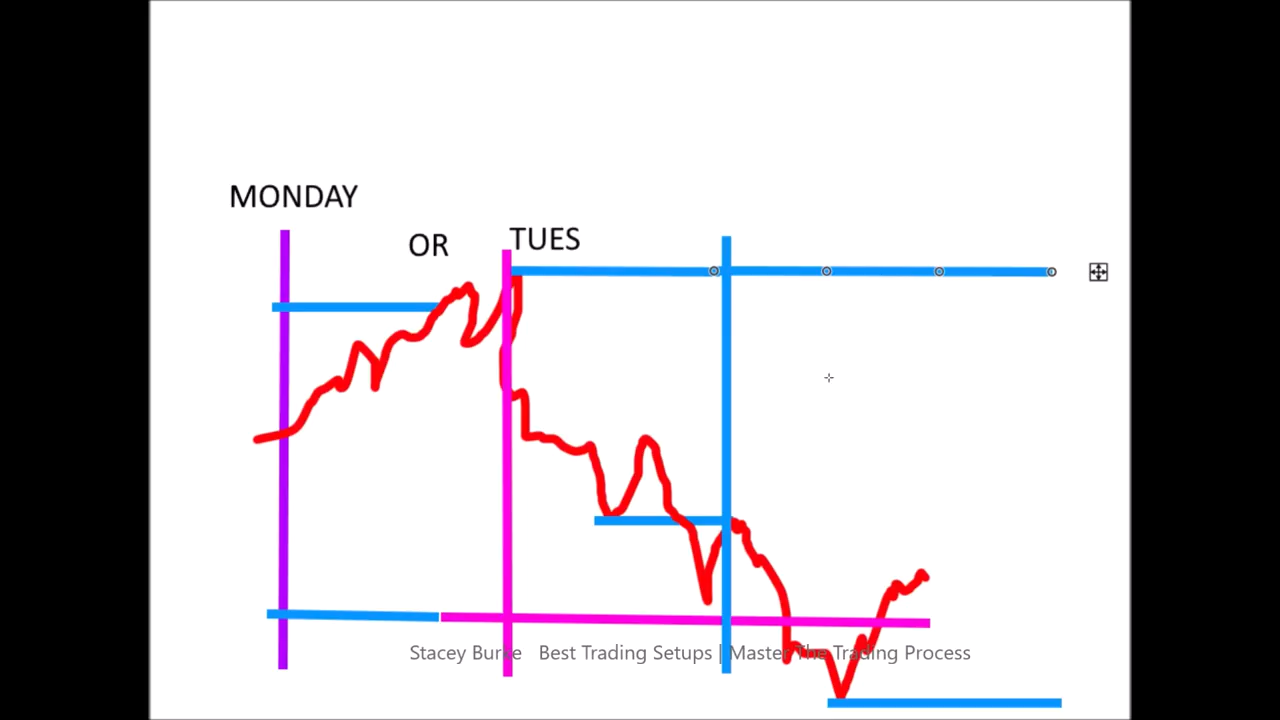 MONDAY
OR
TUES
Stacey Burke Best Trading Setups | Master The Trading Process